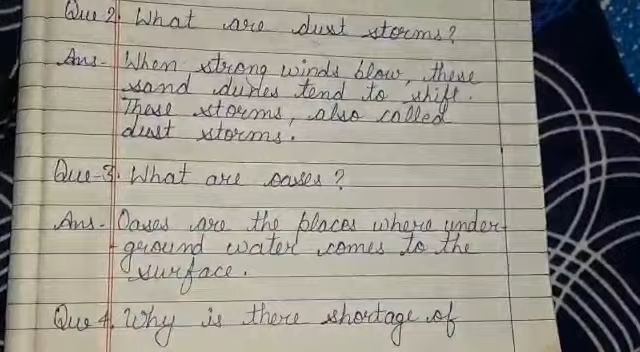 Que 2. What are dust storms?
Ans- When strong winds blow, these
sand dunes tend to shift.
These storms, also called
dust storms.
Que-3. What are oases?
Ans- Oases are the places where under-
-ground water comes to the
surface.
Que 4. Why is there shortage of